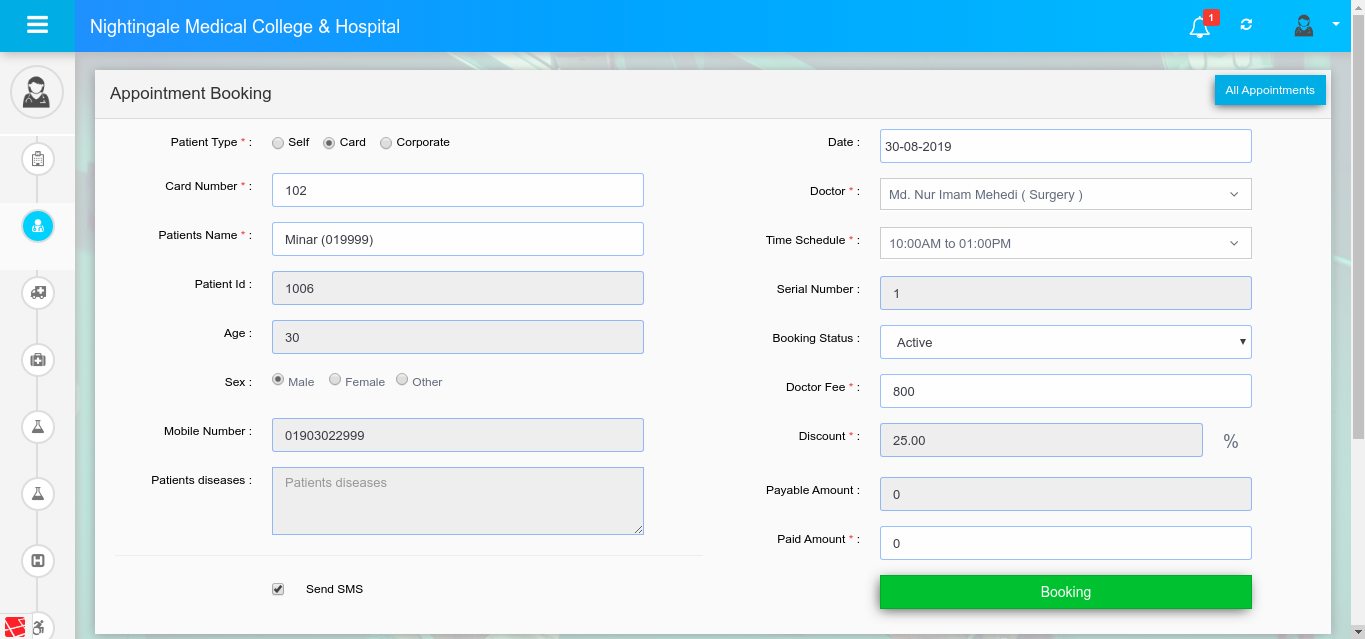 Nightingale Medical College & Hospital
1
Appointment Booking
All Appointments
Patient Type * : Self Card Corporate
Card Number * : 102
Patients Name * : Minar (019999)
Patient Id : 1006
Age : 30
Sex : Male Female Other
Mobile Number : 01903022999
Patients diseases : Patients diseases
Send SMS
Date : 30-08-2019
Doctor * : Md. Nur Imam Mehedi ( Surgery )
Time Schedule * : 10:00AM to 01:00PM
Serial Number : 1
Booking Status : Active
Doctor Fee * : 800
Discount * : 25.00 %
Payable Amount : 0
Paid Amount * : 0
Booking